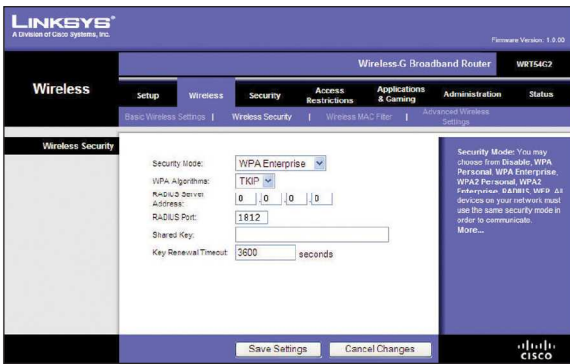 LINKSYS®
A Division of Cisco Systems, Inc.
Firmware Version: 1.0.00
Wireless-G Broadband Router
WRT54G2
Wireless
Setup
Wireless
Security
Access Restrictions
Applications & Gaming
Administration
Status
Basic Wireless Settings |
Wireless Security |
Wireless MAC Filter |
Advanced Wireless Settings
Wireless Security
Security Mode: WPA Enterprise
WPA Algorithms: TKIP
RADIUS Server Address: 0 . 0 . 0 . 0
RADIUS Port: 1812
Shared Key:
Key Renewal Timeout: 3600 seconds
Security Mode: You may
choose from Disable, WPA
Personal, WPA Enterprise,
WPA2 Personal, WPA2
Enterprise, RADIUS, WEP. All
devices on your network must
use the same security mode in
order to communicate.
More...
Save Settings
Cancel Changes
CISCO